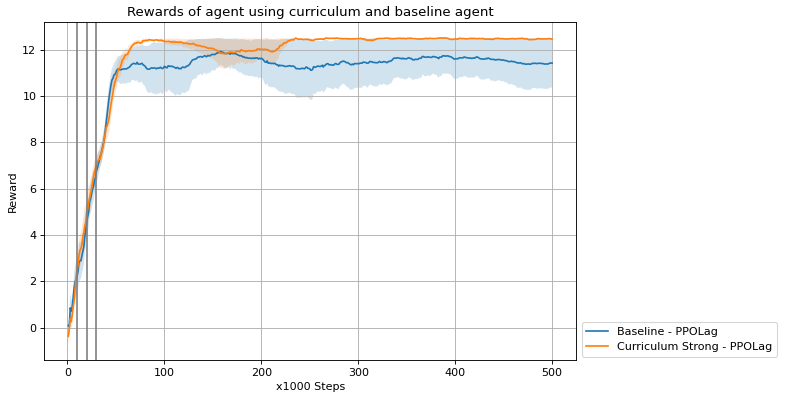 Rewards of agent using curriculum and baseline agent
12
10
8
6
4
2
0
Reward
0 100 200 300 400 500
x1000 Steps
Baseline - PPOLag
Curriculum Strong - PPOLag